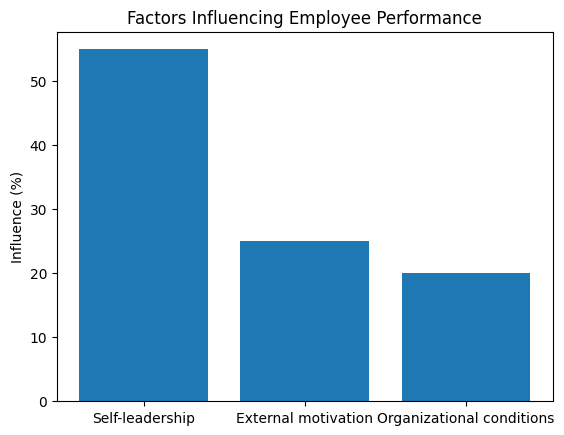 Factors Influencing Employee Performance
Influence (%)
50
40
30
20
10
0
Self-leadership
External motivation
Organizational conditions